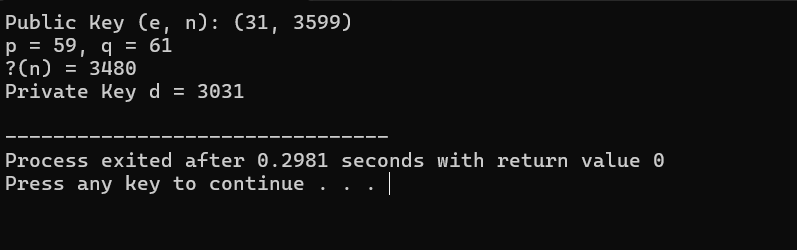 Public Key (e, n): (31, 3599)
p = 59, q = 61
?(n) = 3480
Private Key d = 3031
--------------------------------
Process exited after 0.2981 seconds with return value 0
Press any key to continue . . .